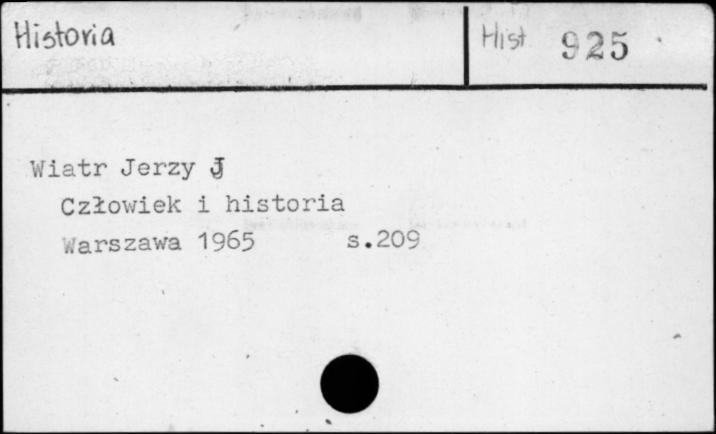 Historia
Hist 925
Wiatr Jerzy J
Człowiek i historia
Warszawa 1965 s.209